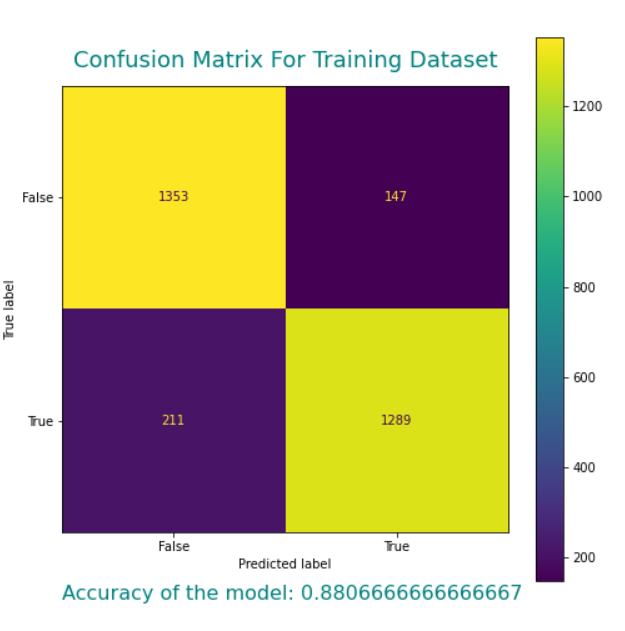 Confusion Matrix For Training Dataset
False
1353
147
True label
True
211
1289
False
True
Predicted label
1200
1000
800
600
400
200
Accuracy of the model: 0.8806666666666667